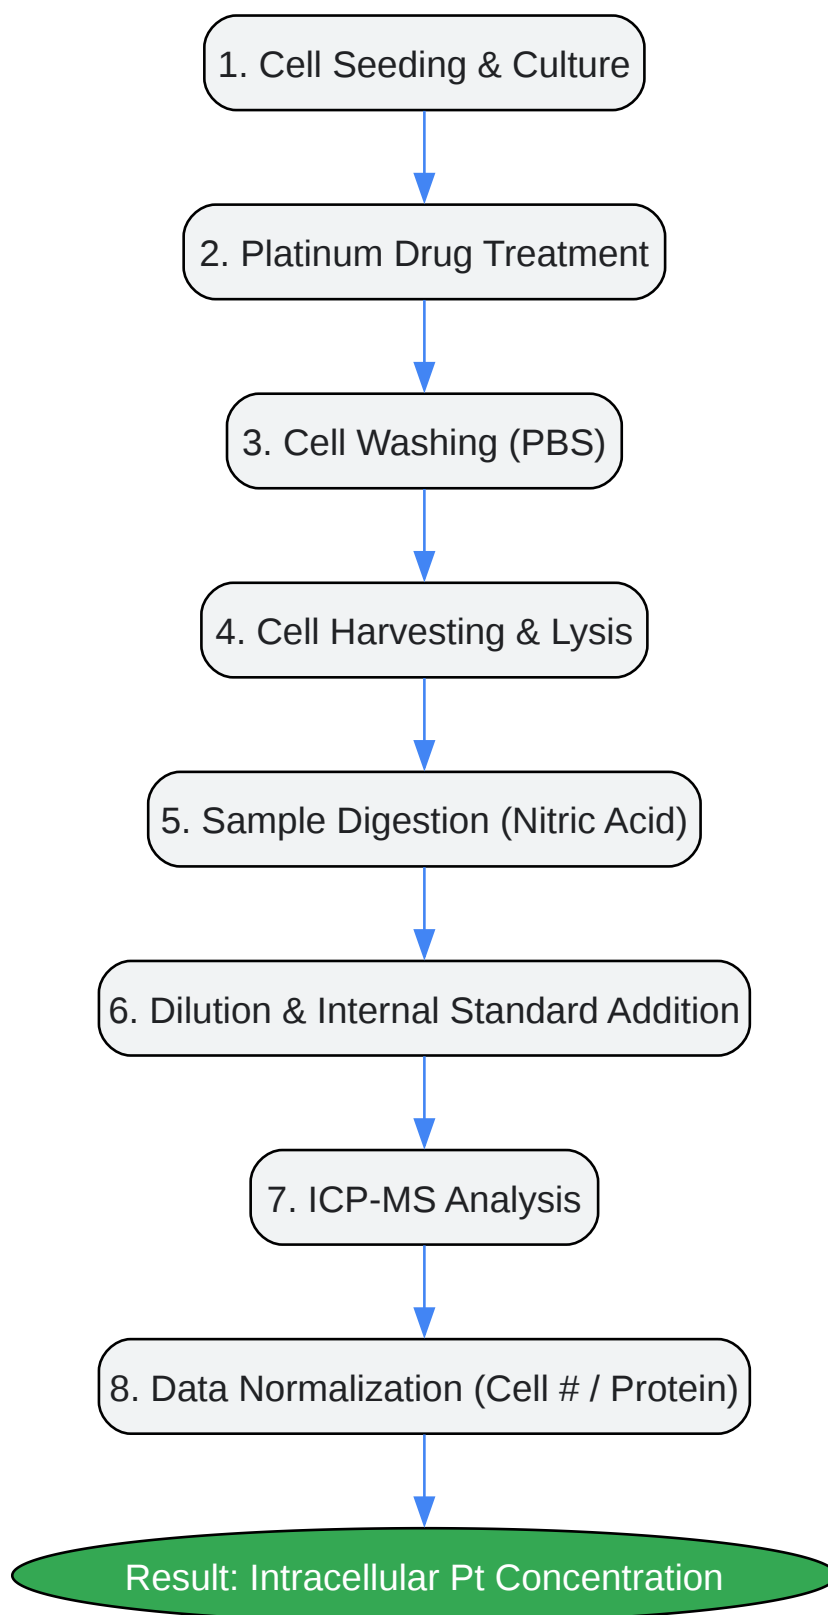 1. Cell Seeding & Culture
2. Platinum Drug Treatment
3. Cell Washing (PBS)
4. Cell Harvesting & Lysis
5. Sample Digestion (Nitric Acid)
6. Dilution & Internal Standard Addition
7. ICP-MS Analysis
8. Data Normalization (Cell # / Protein)
Result: Intracellular Pt Concentration